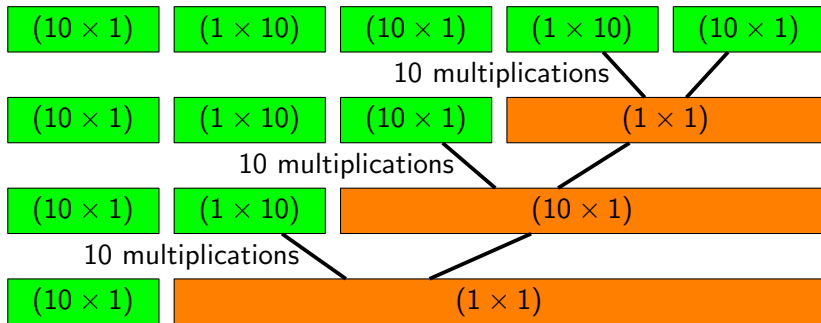 (10 × 1) (1 × 10) (10 × 1) (1 × 10) (10 × 1)
10 multiplications
(10 × 1) (1 × 10) (10 × 1) (1 × 1)
10 multiplications
(10 × 1) (1 × 10) (10 × 1)
10 multiplications
(10 × 1) (1 × 1)